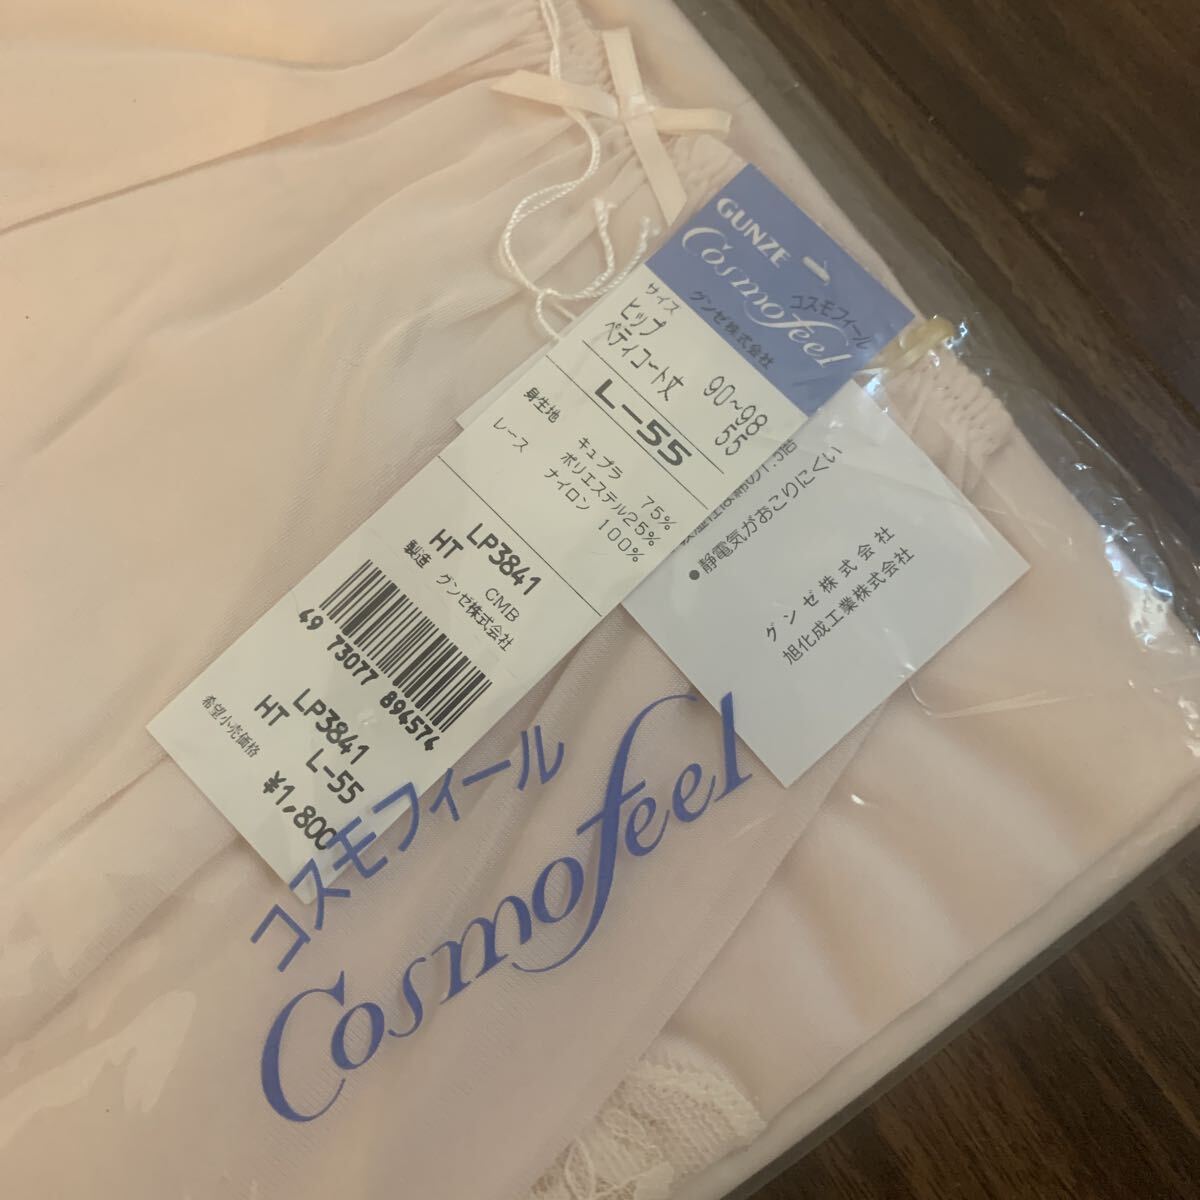 GUNZE
Cosmofeel
コスモフィール
グンゼ株式会社
サイズ
ヒップ 90~98
ペティコート丈 55
L-55
身生地 キュプラ 75%
ポリエステル25%
レース ナイロン 100%
LP3841
HT CMB
製造 グンゼ株式会社
49 73077 894574
LP3841
HT L-55
希望小売価格
¥1,800
の1.5倍
●静電気がおこりにくい
グンゼ株式会社
旭化成工業株式会社
コスモフィール
Cosmofeel